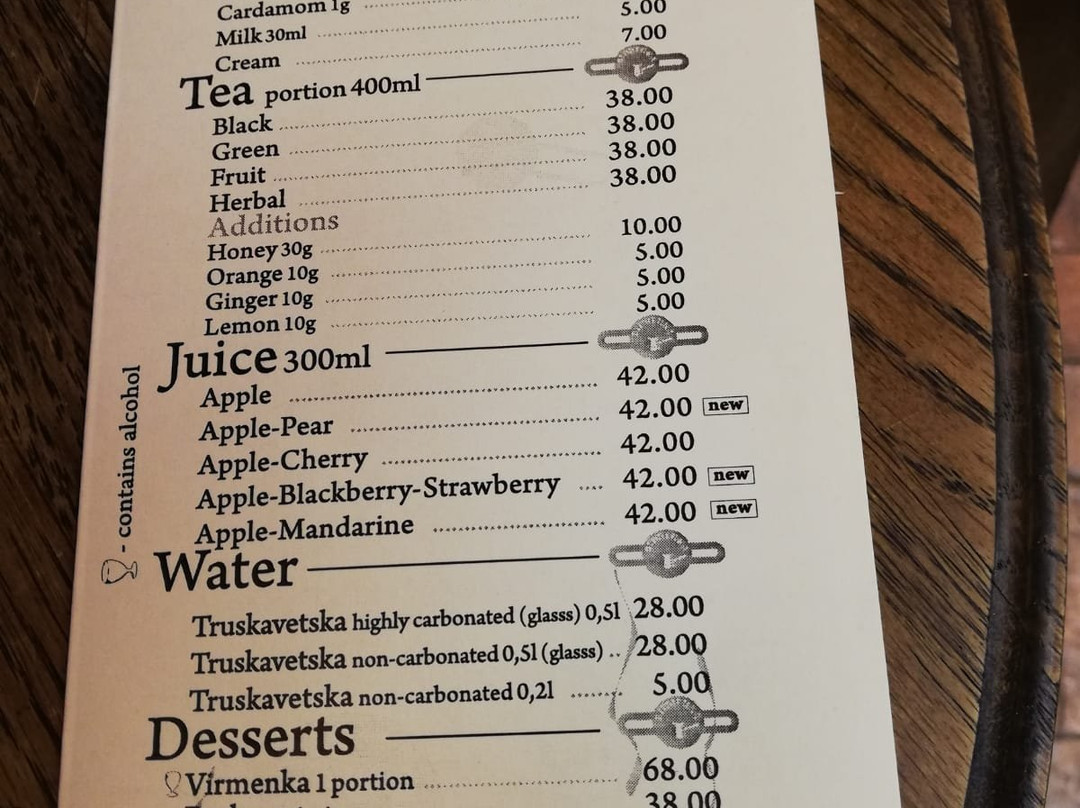 Cardamom 1g
Milk 30ml 5.00
Cream 7.00
Tea portion 400ml
Black 38.00
Green 38.00
Fruit 38.00
Herbal 38.00
Additions
Honey 30g 10.00
Orange 10g 5.00
Ginger 10g 5.00
Lemon 10g 5.00
Juice 300ml
Apple 42.00
Apple-Pear 42.00 new
Apple-Cherry 42.00
Apple-Blackberry-Strawberry 42.00 new
Apple-Mandarine 42.00 new
Water
Truskavetska highly carbonated (glasss) 0,5l 28.00
Truskavetska non-carbonated 0,5l (glasss) 28.00
Truskavetska non-carbonated 0,2l 5.00
Desserts
Virmenka 1 portion 68.00
38.00
- contains alcohol